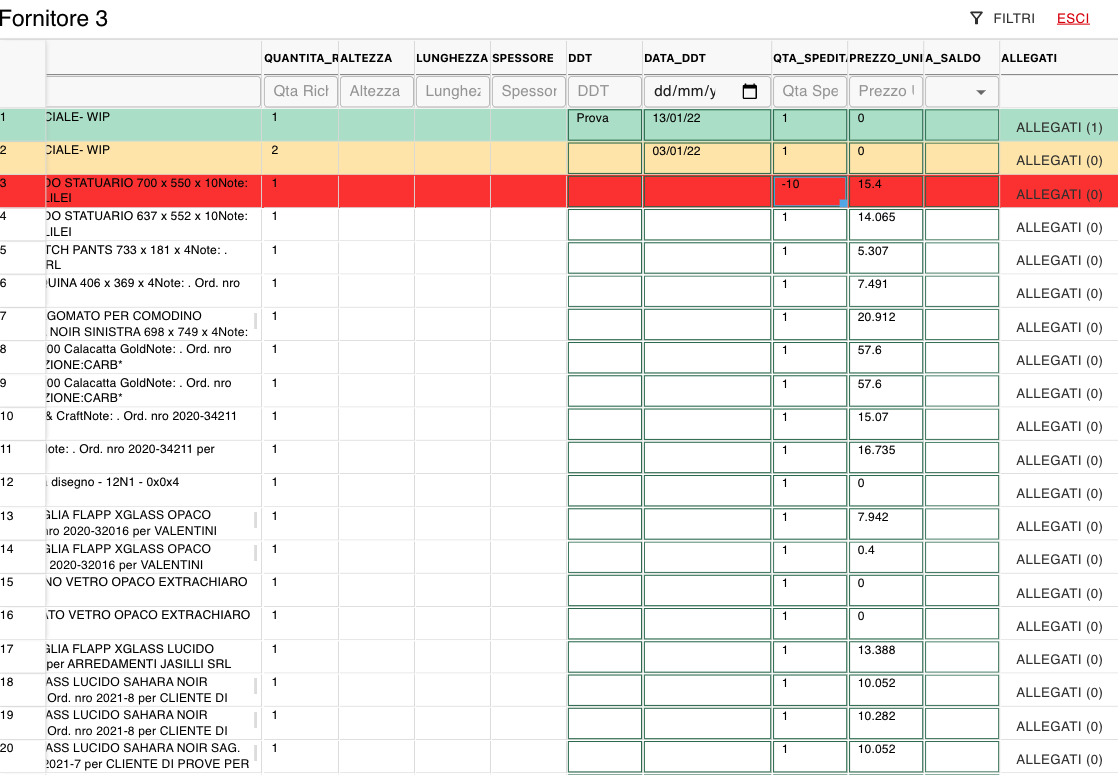 Fornitore 3 FILTRI ESCI
QUANTITA_R ALTEZZA LUNGHEZZA SPESSORE DDT DATA_DDT QTA_SPEDIT PREZZO_UNI A_SALDO ALLEGATI
Qta Rich Altezza Lunghez Spessor DDT dd/mm/y Qta Spe Prezzo
1 CIALE- WIP 1 Prova 13/01/22 1 0 ALLEGATI (1)
2 CIALE- WIP 2 03/01/22 1 0 ALLEGATI (0)
3 DO STATUARIO 700 x 550 x 10Note: 1 -10 15.4 ALLEGATI (0)
LILEI
4 DO STATUARIO 637 x 552 x 10Note: 1 1 14.065 ALLEGATI (0)
LILEI
5 TCH PANTS 733 x 181 x 4Note: . 1 1 5.307 ALLEGATI (0)
RL
6 UINA 406 x 369 x 4Note: . Ord. nro 1 1 7.491 ALLEGATI (0)
7 GOMATO PER COMODINO 1 1 20.912 ALLEGATI (0)
NOIR SINISTRA 698 x 749 x 4Note:
8 00 Calacatta GoldNote: . Ord. nro 1 1 57.6 ALLEGATI (0)
ZIONE:CARB*
9 00 Calacatta GoldNote: . Ord. nro 1 1 57.6 ALLEGATI (0)
ZIONE:CARB*
10 & CraftNote: . Ord. nro 2020-34211 1 1 15.07 ALLEGATI (0)
11 lote: . Ord. nro 2020-34211 per 1 1 16.735 ALLEGATI (0)
12 disegno - 12N1 - 0x0x4 1 1 0 ALLEGATI (0)
13 GLIA FLAPP XGLASS OPACO 1 1 7.942 ALLEGATI (0)
nro 2020-32016 per VALENTINI
14 GLIA FLAPP XGLASS OPACO 1 1 0.4 ALLEGATI (0)
2020-32016 per VALENTINI
15 NO VETRO OPACO EXTRACHIARO 1 1 0 ALLEGATI (0)
16 ATO VETRO OPACO EXTRACHIARO 1 1 0 ALLEGATI (0)
17 GLIA FLAPP XGLASS LUCIDO 1 1 13.388 ALLEGATI (0)
per ARREDAMENTI JASILLI SRL
18 ASS LUCIDO SAHARA NOIR 1 1 10.052 ALLEGATI (0)
Ord. nro 2021-8 per CLIENTE DI
19 ASS LUCIDO SAHARA NOIR 1 1 10.282 ALLEGATI (0)
Ord. nro 2021-8 per CLIENTE DI
20 ASS LUCIDO SAHARA NOIR SAG. 1 1 10.052 ALLEGATI (0)
2021-7 per CLIENTE DI PROVE PER